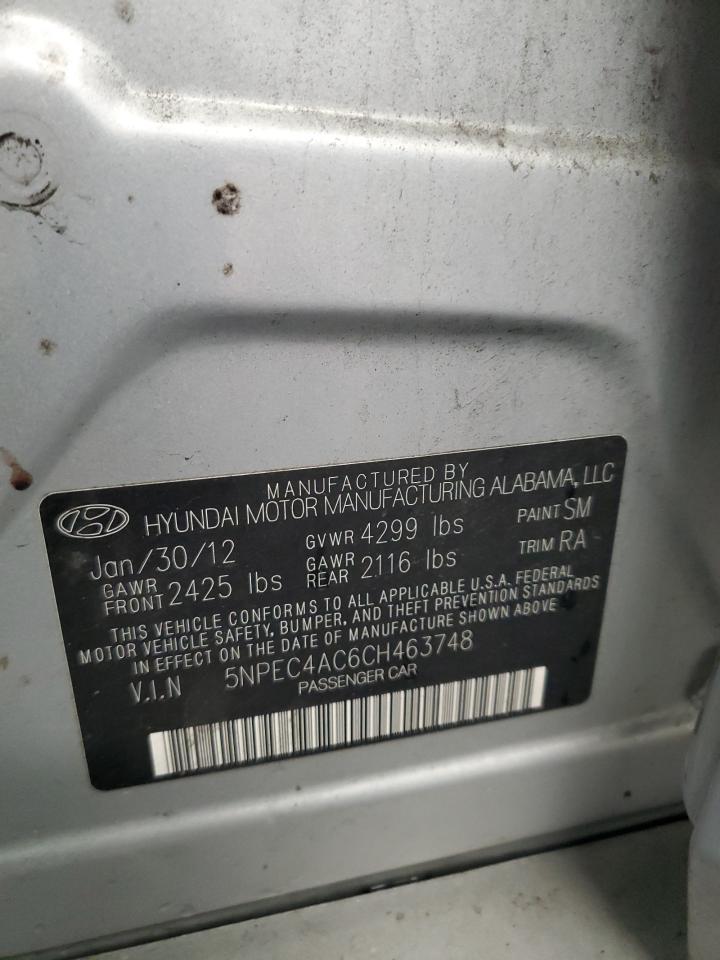 MANUFACTURED BY
HYUNDAI MOTOR MANUFACTURING ALABAMA, LLC
Jan/30/12 GVWR 4299 lbs PAINT SM
GAWR FRONT 2425 lbs GAWR REAR 2116 lbs TRIM RA
THIS VEHICLE CONFORMS TO ALL APPLICABLE U.S.A. FEDERAL
MOTOR VEHICLE SAFETY, BUMPER, AND THEFT PREVENTION STANDARDS
IN EFFECT ON THE DATE OF MANUFACTURE SHOWN ABOVE
V.I.N 5NPEC4AC6CH463748
PASSENGER CAR